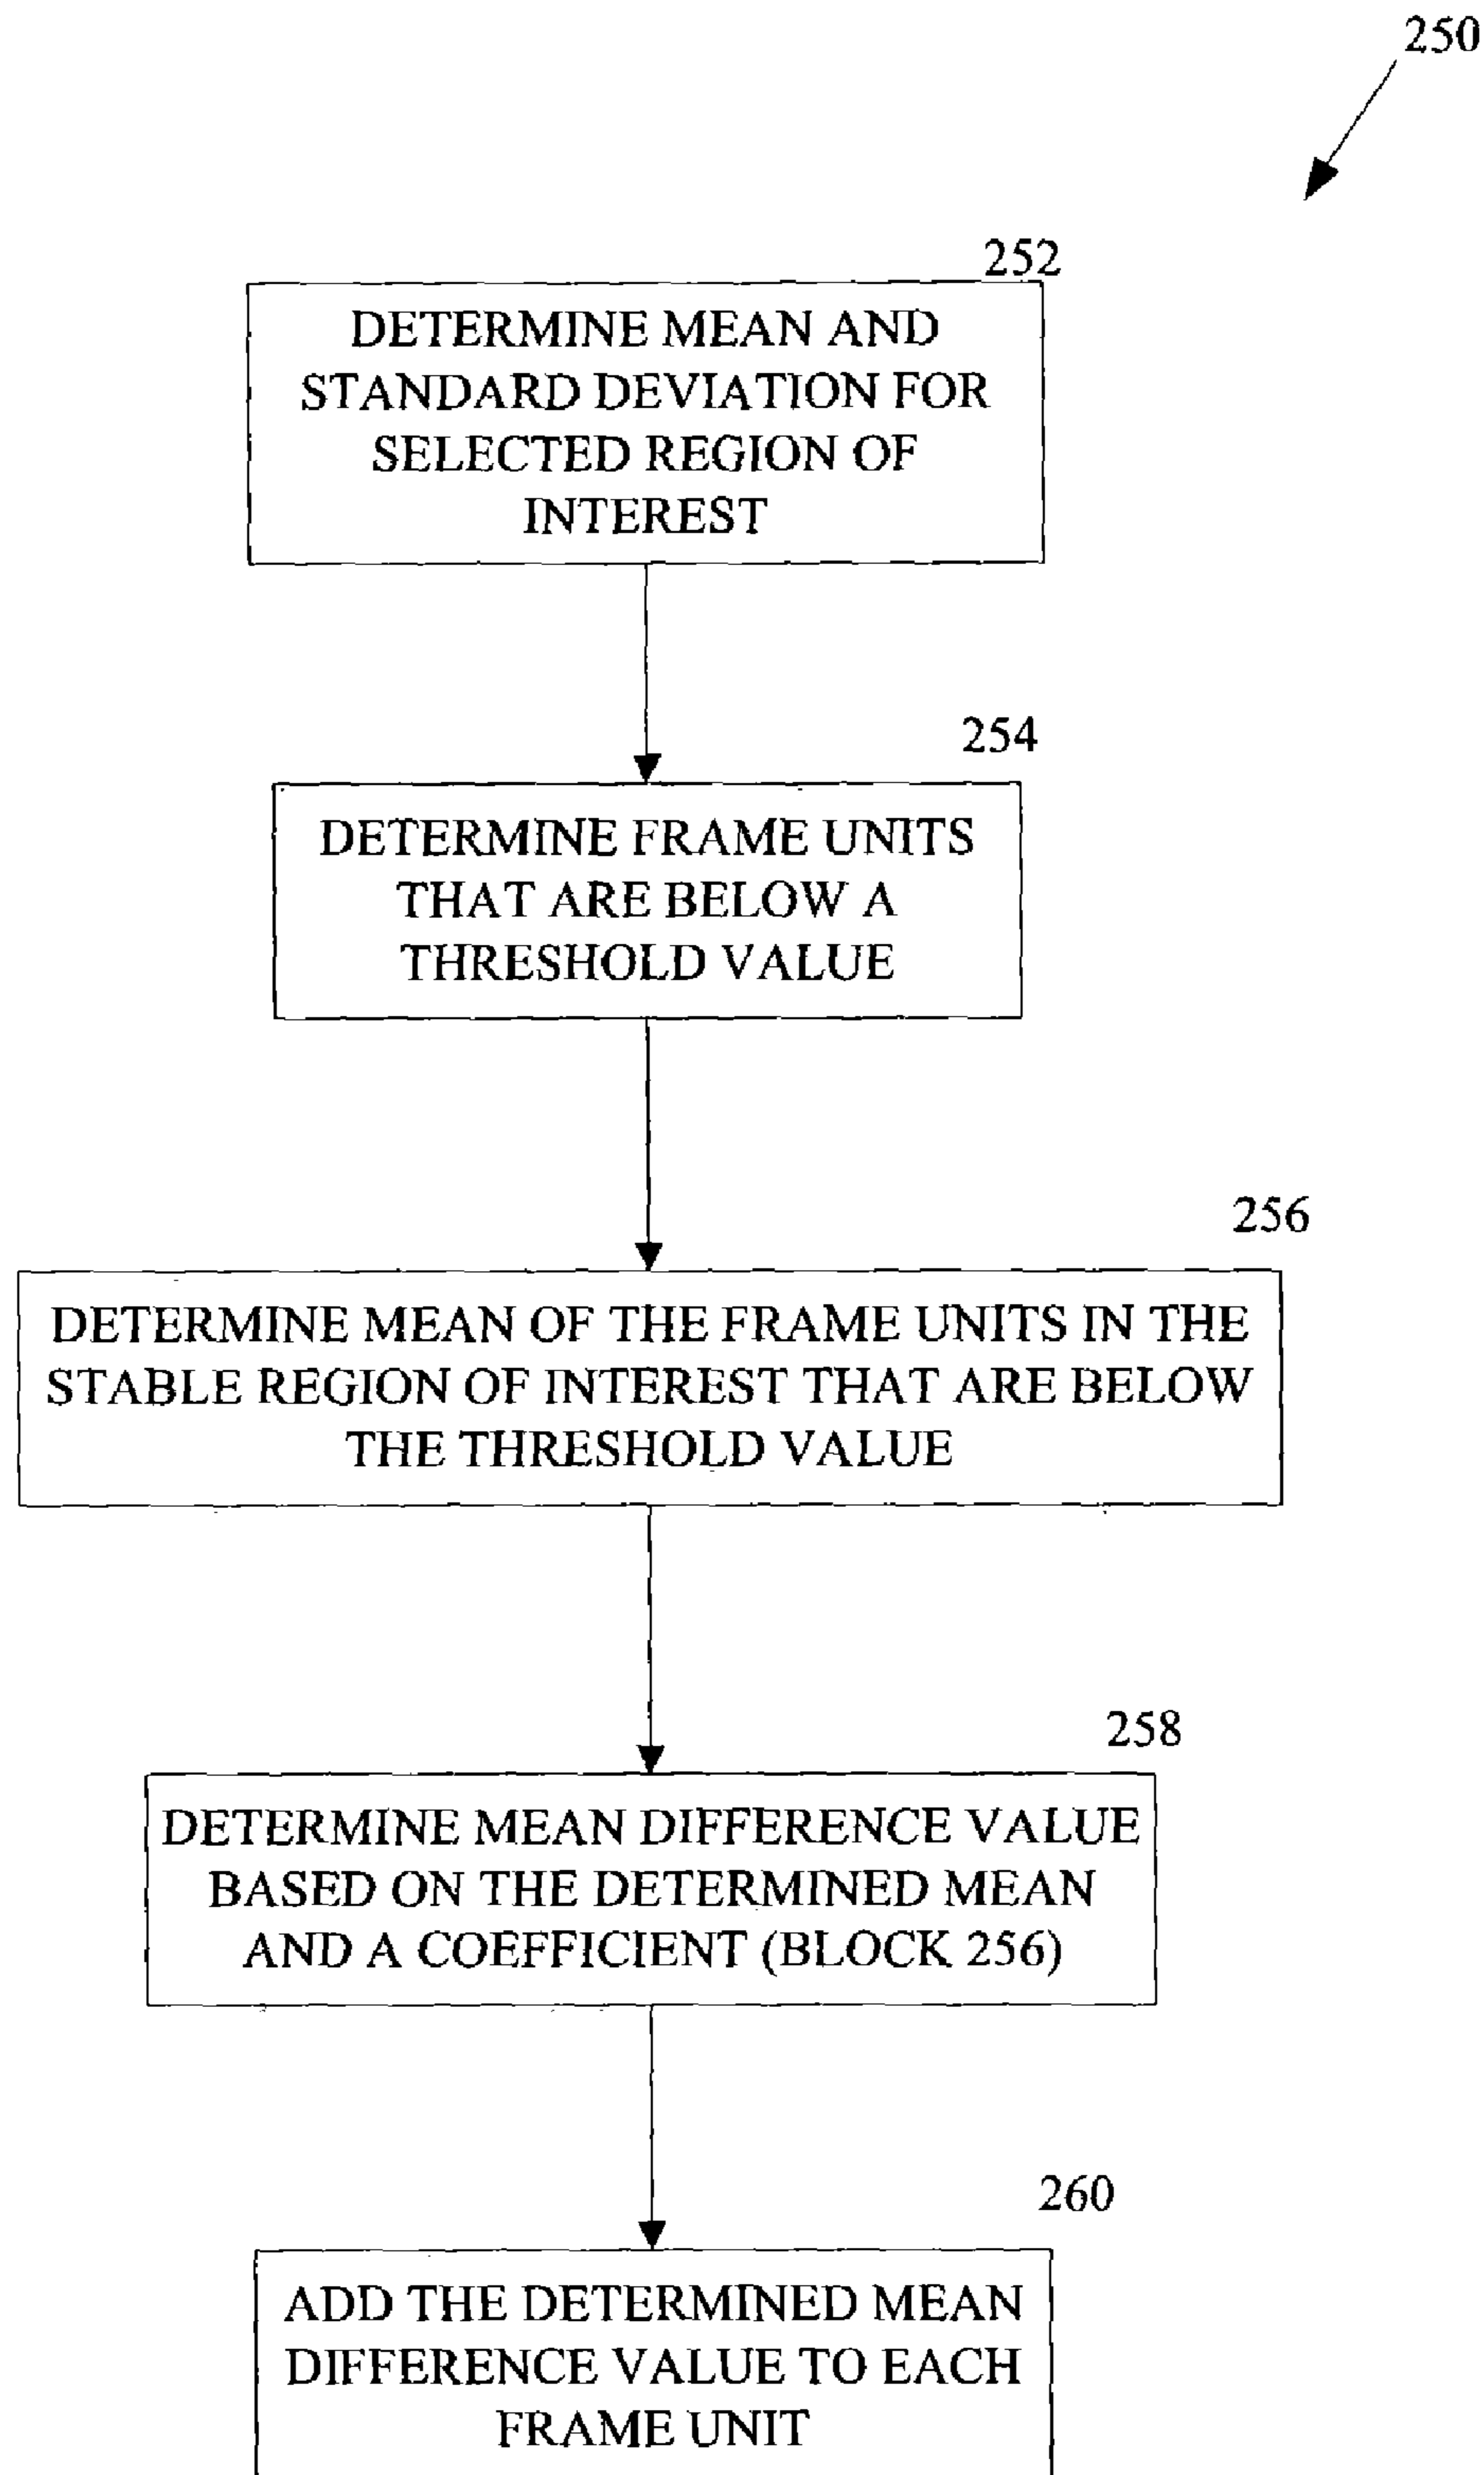 250
252
DETERMINE MEAN AND
STANDARD DEVIATION FOR
SELECTED REGION OF
INTEREST
254
DETERMINE FRAME UNITS
THAT ARE BELOW A
THRESHOLD VALUE
256
DETERMINE MEAN OF THE FRAME UNITS IN THE
STABLE REGION OF INTEREST THAT ARE BELOW
THE THRESHOLD VALUE
258
DETERMINE MEAN DIFFERENCE VALUE
BASED ON THE DETERMINED MEAN
AND A COEFFICIENT (BLOCK 256)
260
ADD THE DETERMINED MEAN
DIFFERENCE VALUE TO EACH
FRAME UNIT